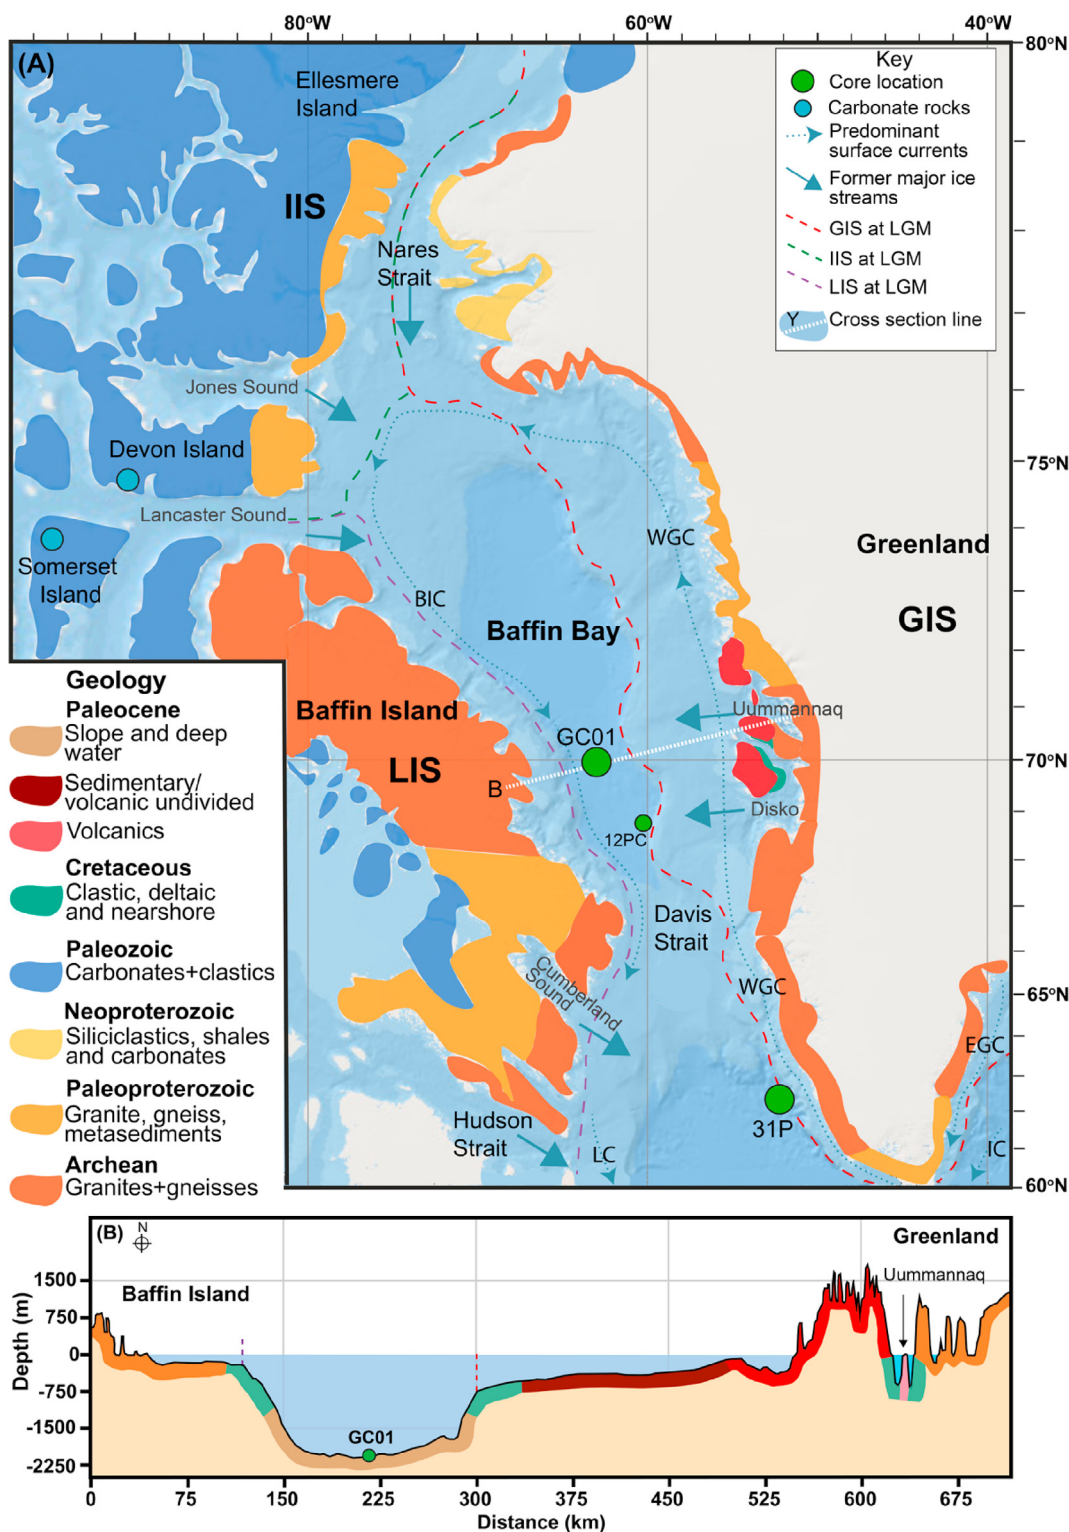 80°W
60°W
40°W
(A)
80°N
Ellesmere
Island
Key
Core location
Carbonate rocks
Predominant
surface currents
Former major ice
streams
GIS at LGM
IIS at LGM
LIS at LGM
Y
Cross section line
IIS
Nares
Strait
Jones Sound
Devon Island
75°N
Lancaster Sound
WGC
Greenland
Somerset
Island
BIC
GIS
Baffin Bay
Geology
Paleocene
Slope and deep
water
Sedimentary/
volcanic undivided
Volcanics
Cretaceous
Clastic, deltaic
and nearshore
Paleozoic
Carbonates+clastics
Neoproterozoic
Siliciclastics, shales
and carbonates
Paleoproterozoic
Granite, gneiss,
metasediments
Archean
Granites+gneisses
Baffin Island
Uummannaq
GC01
70°N
LIS
B
Disko
12PC
Davis
Strait
Cumberland
Sound
WGC
65°N
EGC
Hudson
Strait
31P
LC
IC
60°N
(B)
N
Greenland
Uummannaq
Baffin Island
1500
750
0
-750
-1500
-2250
Depth (m)
GC01
0
75
150
225
300
375
450
525
600
675
Distance (km)